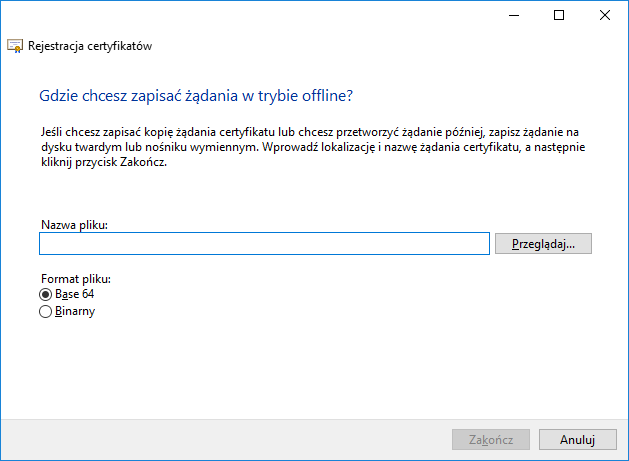 Rejestracja certyfikatów
Gdzie chcesz zapisać żądania w trybie offline?
Jeśli chcesz zapisać kopię żądania certyfikatu lub chcesz przetworzyć żądanie później, zapisz żądanie na
dysku twardym lub nośniku wymiennym. Wprowadź lokalizację i nazwę żądania certyfikatu, a następnie
kliknij przycisk Zakończ.
Nazwa pliku:
Przeglądaj...
Format pliku:
Base 64
Binarny
Zakończ
Anuluj